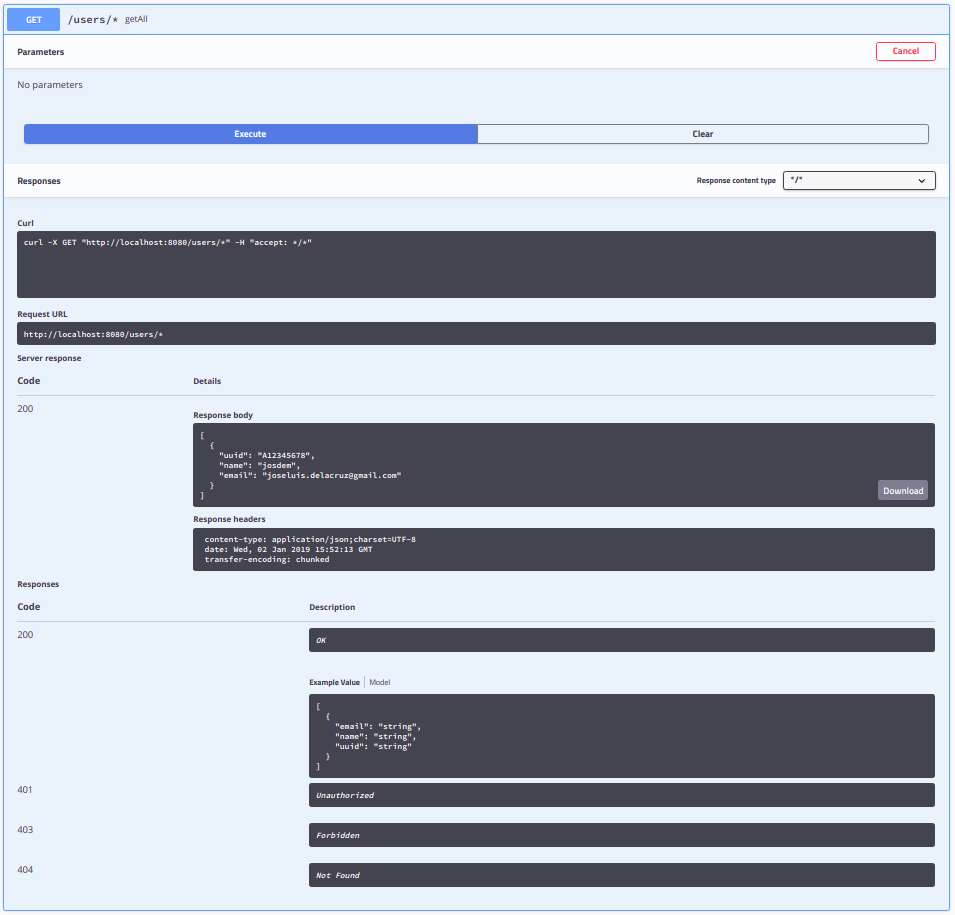 GET /users/* getAll
Parameters Cancel
No parameters
Execute Clear
Responses Response content type */*
Curl
curl -X GET "http://localhost:8080/users/*" -H "accept: */*"
Request URL
http://localhost:8080/users/*
Server response
Code Details
200
Response body
[
  {
    "uuid": "A12345678",
    "name": "josdem",
    "email": "joseluis.delacruz@gmail.com"
  }
]
Download
Response headers
content-type: application/json;charset=UTF-8
date: Wed, 02 Jan 2019 15:52:13 GMT
transfer-encoding: chunked
Responses
Code Description
200 OK
Example Value Model
[
  {
    "email": "string",
    "name": "string",
    "uuid": "string"
  }
]
401 Unauthorized
403 Forbidden
404 Not Found